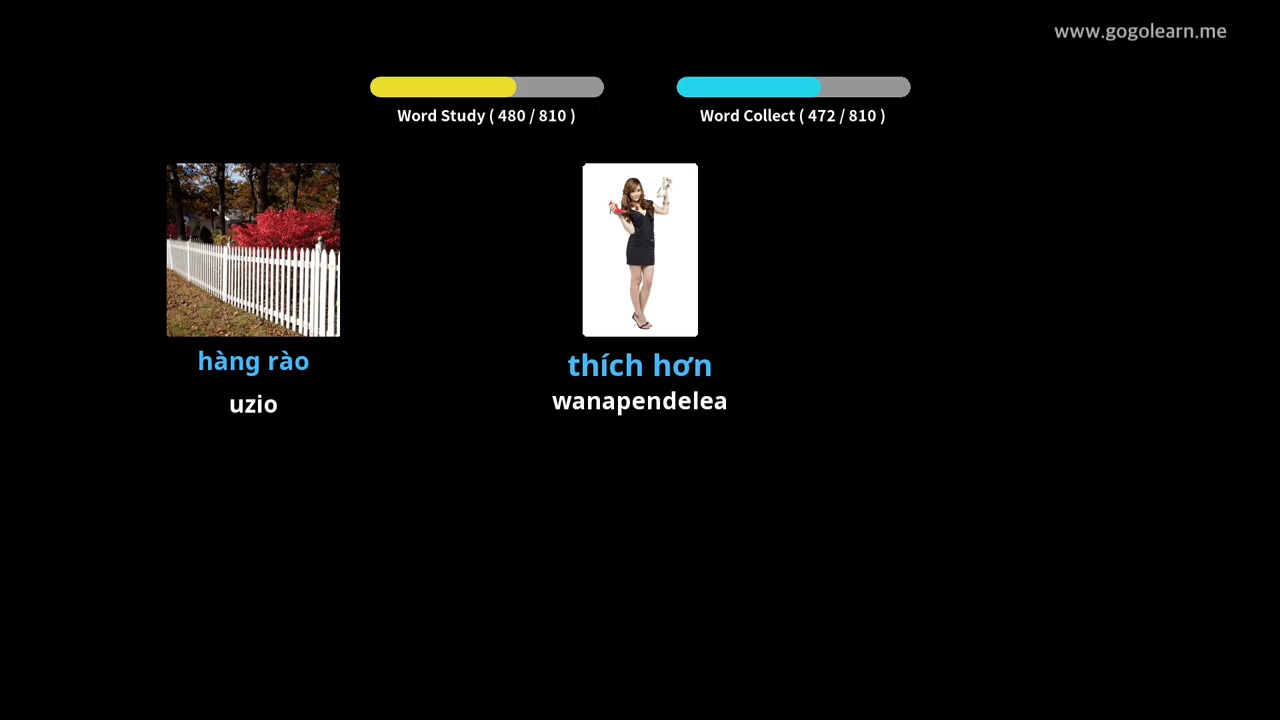 www.gogolearn.me
Word Study ( 480 / 810 )
Word Collect ( 472 / 810 )
hàng rào
uzio
thích hơn
wanapendelea